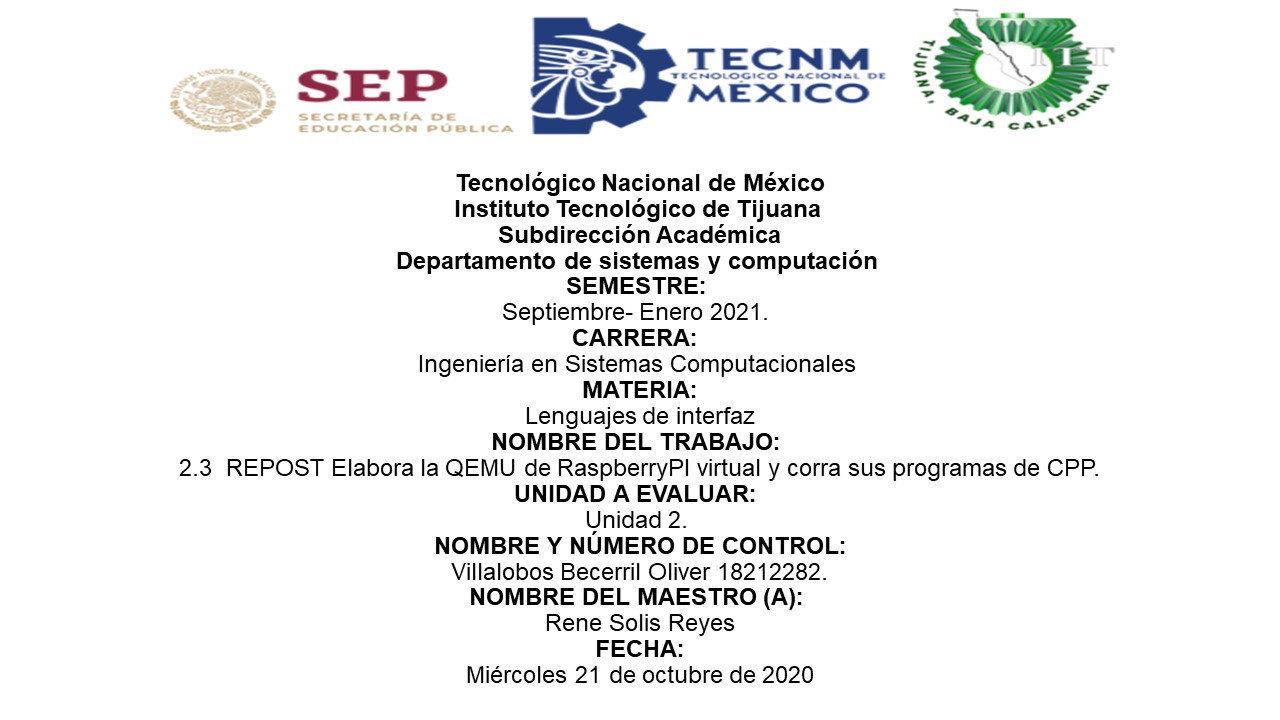 ESTADOS UNIDOS MEXICANOS
SEP
SECRETARÍA DE
EDUCACIÓN PÚBLICA
TECNM
TECNOLÓGICO NACIONAL DE
MÉXICO
ITT
TIJUANA, BAJA CALIFORNIA
Tecnológico Nacional de México
Instituto Tecnológico de Tijuana
Subdirección Académica
Departamento de sistemas y computación
SEMESTRE:
Septiembre- Enero 2021.
CARRERA:
Ingeniería en Sistemas Computacionales
MATERIA:
Lenguajes de interfaz
NOMBRE DEL TRABAJO:
2.3 REPOST Elabora la QEMU de RaspberryPI virtual y corra sus programas de CPP.
UNIDAD A EVALUAR:
Unidad 2.
NOMBRE Y NÚMERO DE CONTROL:
Villalobos Becerril Oliver 18212282.
NOMBRE DEL MAESTRO (A):
Rene Solis Reyes
FECHA:
Miércoles 21 de octubre de 2020